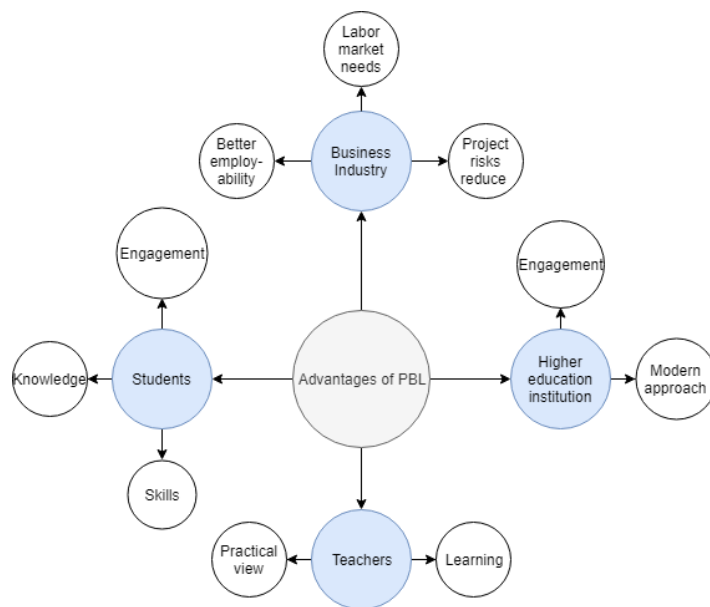 Labor
market
needs
Better
employ-
ability
Business
Industry
Project
risks
reduce
Engagement
Engagement
Knowledge
Students
Advantages of PBL
Higher
education
institution
Modern
approach
Skills
Practical
view
Teachers
Learning